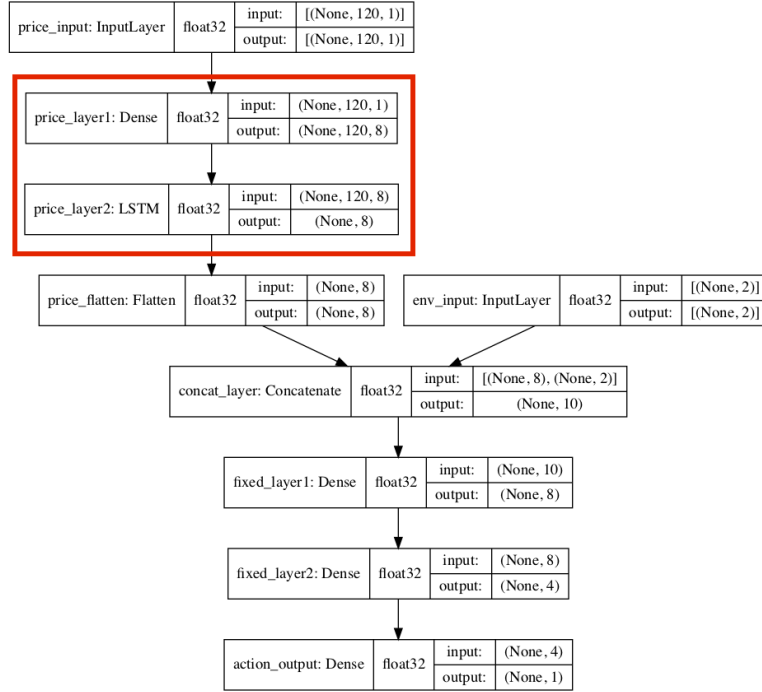 price_input: InputLayer float32 input: [(None, 120, 1)]
output: [(None, 120, 1)]
price_layer1: Dense float32 input: (None, 120, 1)
output: (None, 120, 8)
price_layer2: LSTM float32 input: (None, 120, 8)
output: (None, 8)
price_flatten: Flatten float32 input: (None, 8)
output: (None, 8)
env_input: InputLayer float32 input: [(None, 2)]
output: [(None, 2)]
concat_layer: Concatenate float32 input: [(None, 8), (None, 2)]
output: (None, 10)
fixed_layer1: Dense float32 input: (None, 10)
output: (None, 8)
fixed_layer2: Dense float32 input: (None, 8)
output: (None, 4)
action_output: Dense float32 input: (None, 4)
output: (None, 1)